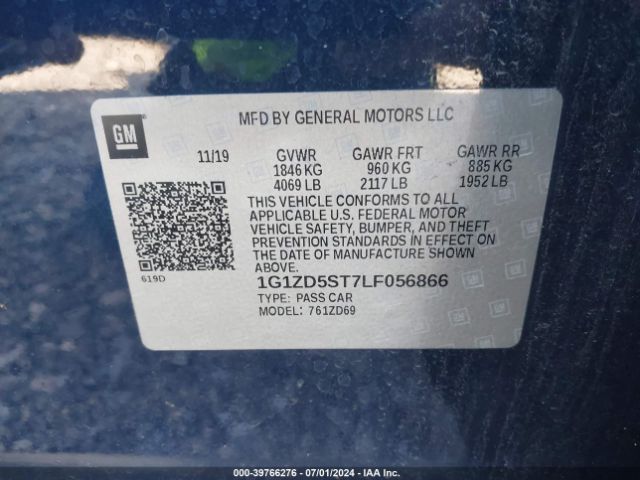 GM
MFD BY GENERAL MOTORS LLC
11/19 GVWR GAWR FRT GAWR RR
1846 KG 960 KG 885 KG
4069 LB 2117 LB 1952 LB
THIS VEHICLE CONFORMS TO ALL
APPLICABLE U.S. FEDERAL MOTOR
VEHICLE SAFETY, BUMPER, AND THEFT
PREVENTION STANDARDS IN EFFECT ON
THE DATE OF MANUFACTURE SHOWN
ABOVE.
619D
1G1ZD5ST7LF056866
TYPE: PASS CAR
MODEL: 761ZD69
000-39766276 - 07/01/2024 - IAA Inc.